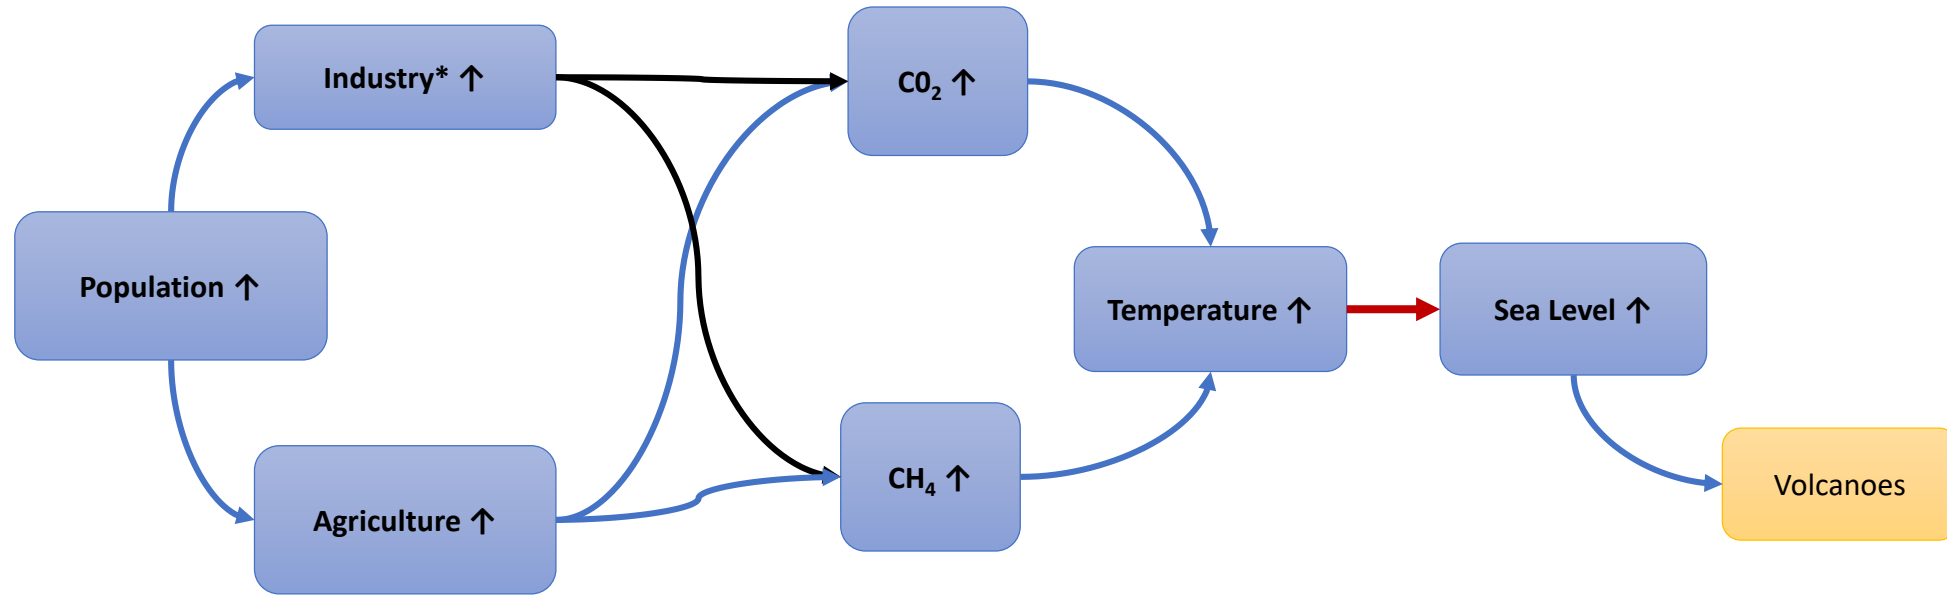 Industry* ↑
C0₂ ↑
Population ↑
Temperature ↑
Sea Level ↑
CH₄ ↑
Volcanoes
Agriculture ↑